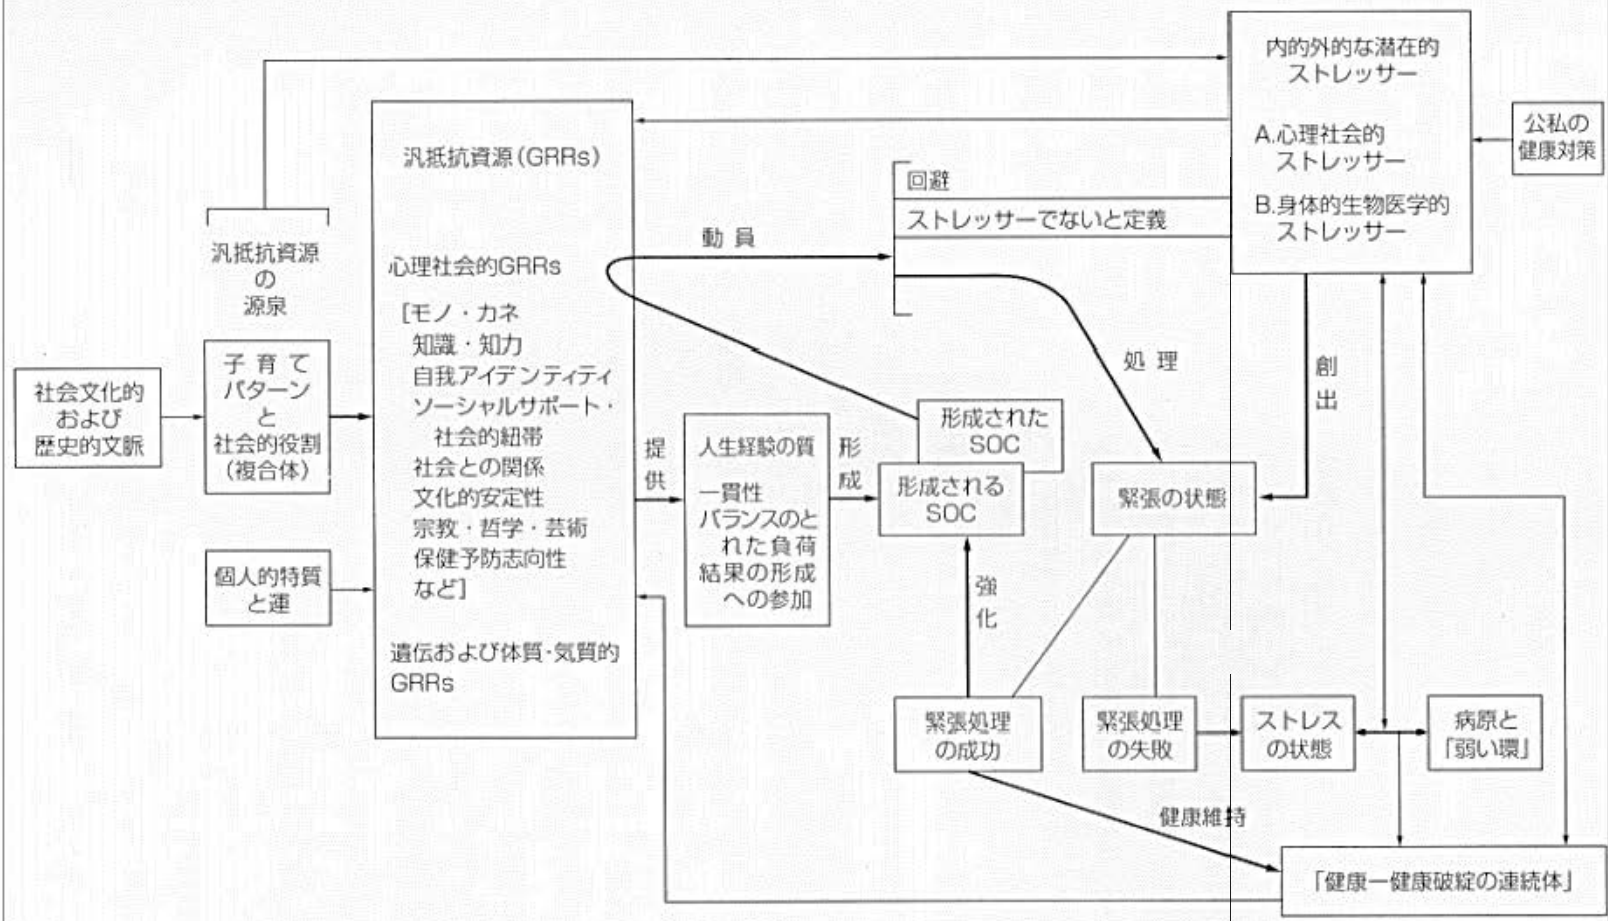 内的外的な潜在的
ストレッサー
A.心理社会的
ストレッサー
B.身体的生物医学的
ストレッサー
公私の
健康対策
汎抵抗資源(GRRs)
心理社会的GRRs
[モノ・カネ
知識・知力
自我アイデンティティ
ソーシャルサポート・
社会的紐帯
社会との関係
文化的安定性
宗教・哲学・芸術
保健予防志向性
など]
遺伝および体質・気質的
GRRs
回避
ストレッサーでないと定義
動員
汎抵抗資源
の
源泉
社会文化的
および
歴史的文脈
子育て
パターン
と
社会的役割
(複合体)
個人的特質
と運
提供
人生経験の質
一貫性
バランスのと
れた負荷
結果の形成
への参加
形成
形成された
SOC
形成される
SOC
処理
創出
緊張の状態
強化
緊張処理
の成功
緊張処理
の失敗
ストレス
の状態
病原と
「弱い環」
健康維持
「健康ー健康破綻の連続体」